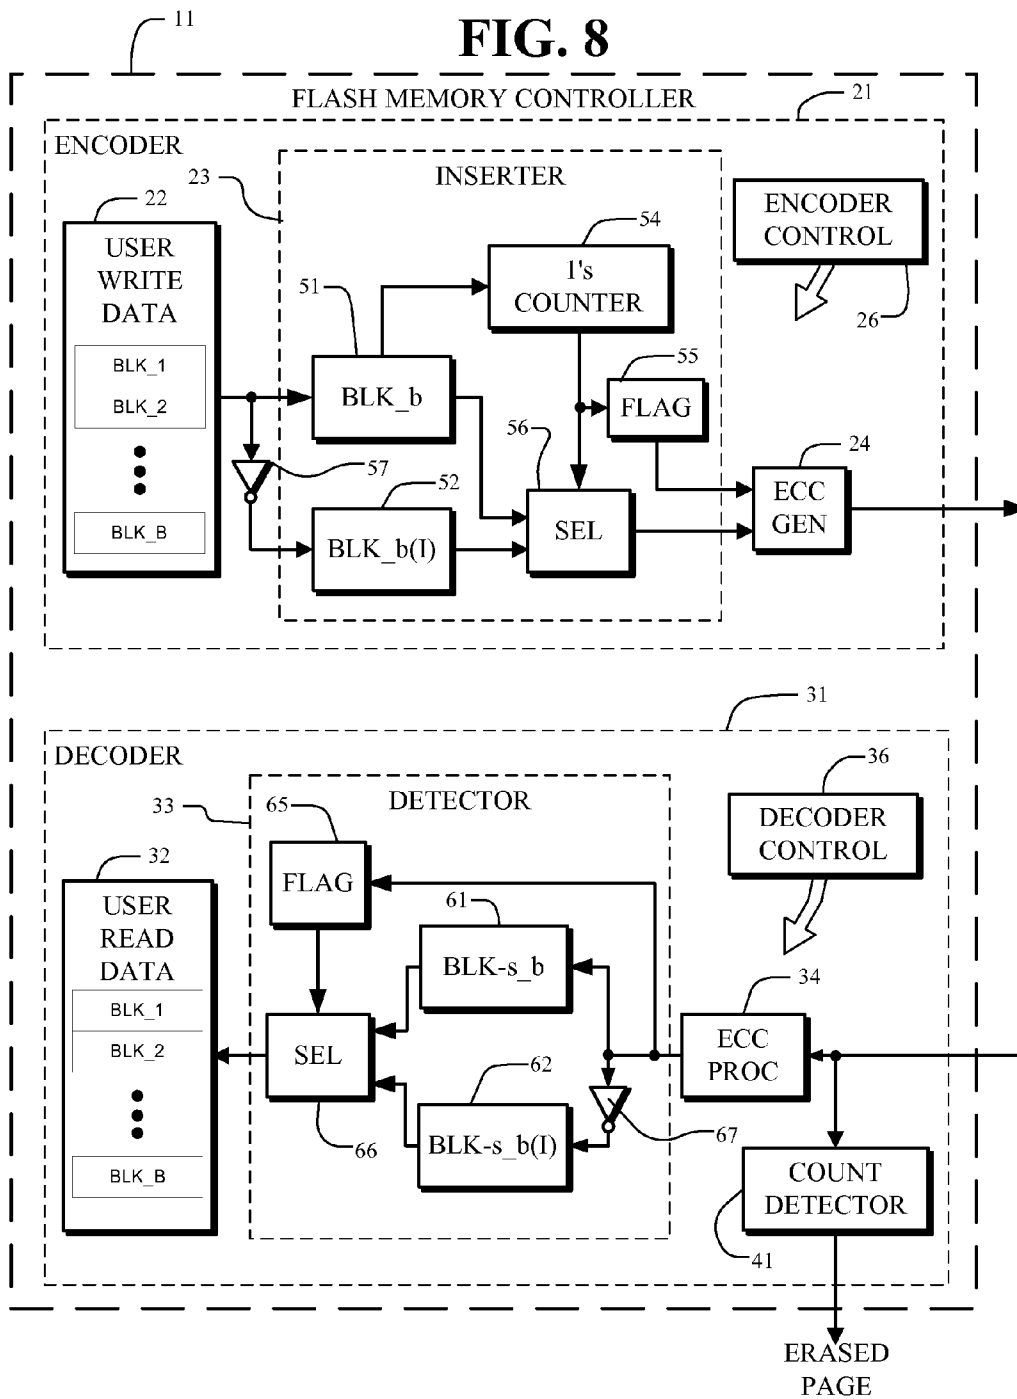 FIG. 8
11
FLASH MEMORY CONTROLLER
21
ENCODER
23
INSERTER
22
USER
WRITE
DATA
BLK_1
BLK_2
BLK_B
51
BLK_b
57
52
BLK_b(I)
54
1's
COUNTER
55
FLAG
56
SEL
ENCODER
CONTROL
26
24
ECC
GEN
31
DECODER
33
DETECTOR
32
USER
READ
DATA
BLK_1
BLK_2
BLK_B
65
FLAG
61
BLK-s_b
SEL
66
62
BLK-s_b(I)
67
36
DECODER
CONTROL
34
ECC
PROC
COUNT
DETECTOR
41
ERASED
PAGE